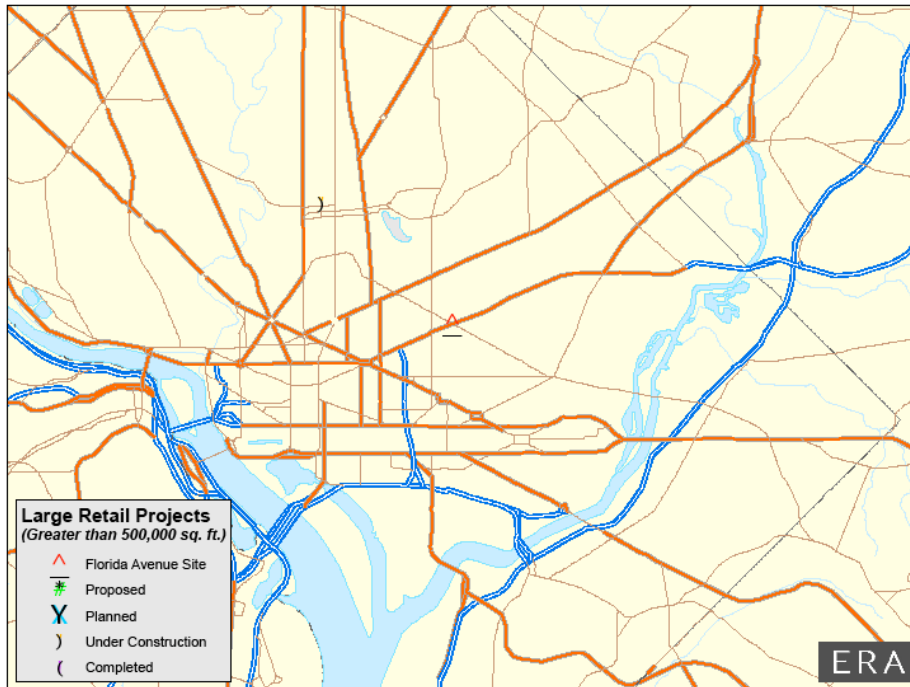 Large Retail Projects
(Greater than 500,000 sq. ft.)
Florida Avenue Site
Proposed
Planned
Under Construction
Completed
ERA